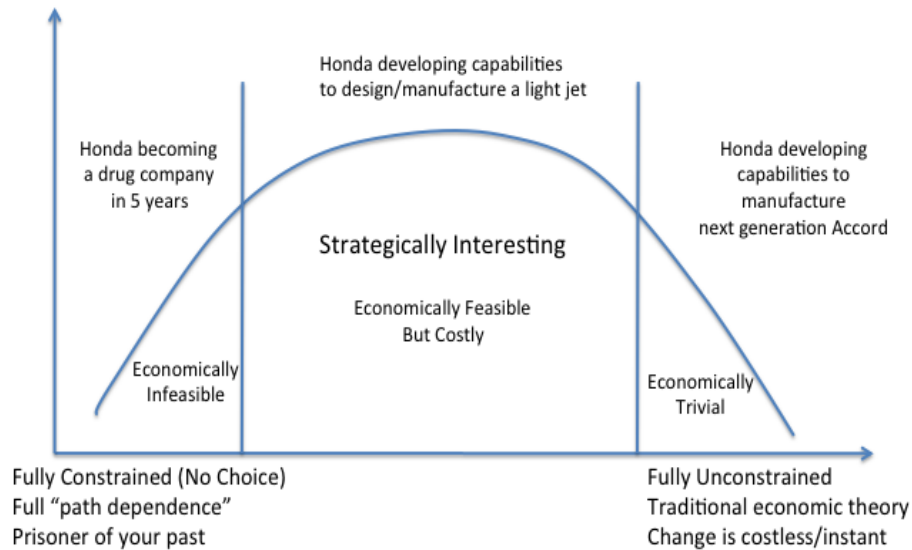 Honda developing capabilities
to design/manufacture a light jet
Honda becoming
a drug company
in 5 years
Honda developing
capabilities to
manufacture
next generation Accord
Strategically Interesting
Economically Feasible
But Costly
Economically
Infeasible
Economically
Trivial
Fully Constrained (No Choice)
Full “path dependence”
Prisoner of your past
Fully Unconstrained
Traditional economic theory
Change is costless/instant